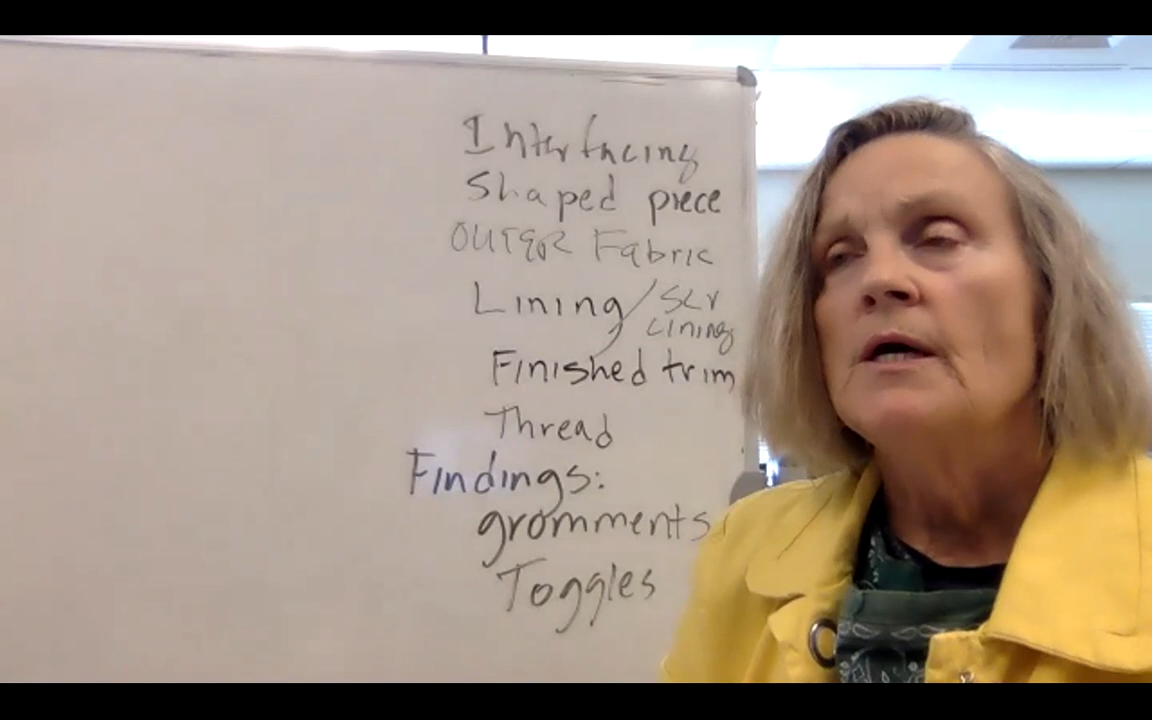 Interfacing
Shaped piece
OUTER Fabric
Lining / SLV
Lining
Finished trim
Thread
Findings:
gromments
Toggles